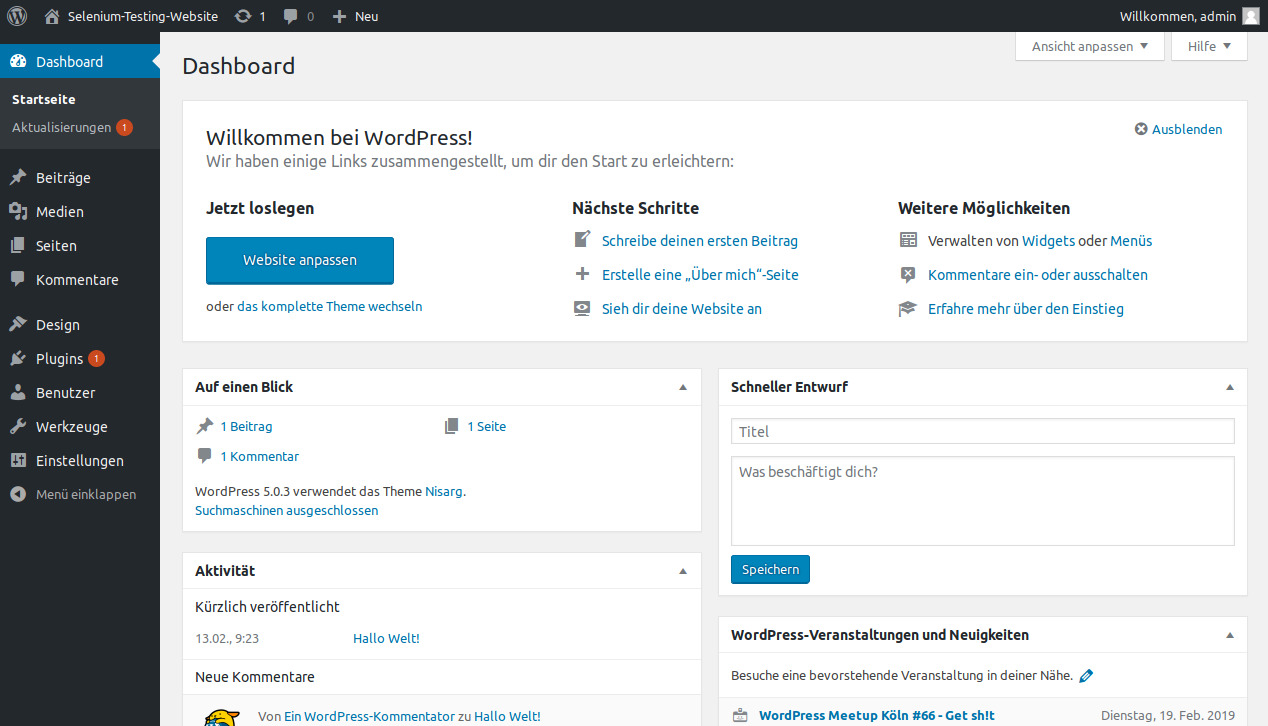 Selenium-Testing-Website 1 0 Neu Willkommen, admin
Dashboard
Startseite
Aktualisierungen 1
Beiträge
Medien
Seiten
Kommentare
Design
Plugins 1
Benutzer
Werkzeuge
Einstellungen
Menü einklappen
Ansicht anpassen Hilfe
Dashboard
Willkommen bei WordPress!
Wir haben einige Links zusammengestellt, um dir den Start zu erleichtern:
Ausblenden
Jetzt loslegen
Website anpassen
oder das komplette Theme wechseln
Nächste Schritte
Schreibe deinen ersten Beitrag
Erstelle eine „Über mich“-Seite
Sieh dir deine Website an
Weitere Möglichkeiten
Verwalten von Widgets oder Menüs
Kommentare ein- oder ausschalten
Erfahre mehr über den Einstieg
Auf einen Blick
1 Beitrag 1 Seite
1 Kommentar
WordPress 5.0.3 verwendet das Theme Nisarg.
Suchmaschinen ausgeschlossen
Aktivität
Kürzlich veröffentlicht
13.02., 9:23 Hallo Welt!
Neue Kommentare
Von Ein WordPress-Kommentator zu Hallo Welt!
Schneller Entwurf
Titel
Was beschäftigt dich?
Speichern
WordPress-Veranstaltungen und Neuigkeiten
Besuche eine bevorstehende Veranstaltung in deiner Nähe.
WordPress Meetup Köln #66 - Get sh!t Dienstag, 19. Feb. 2019